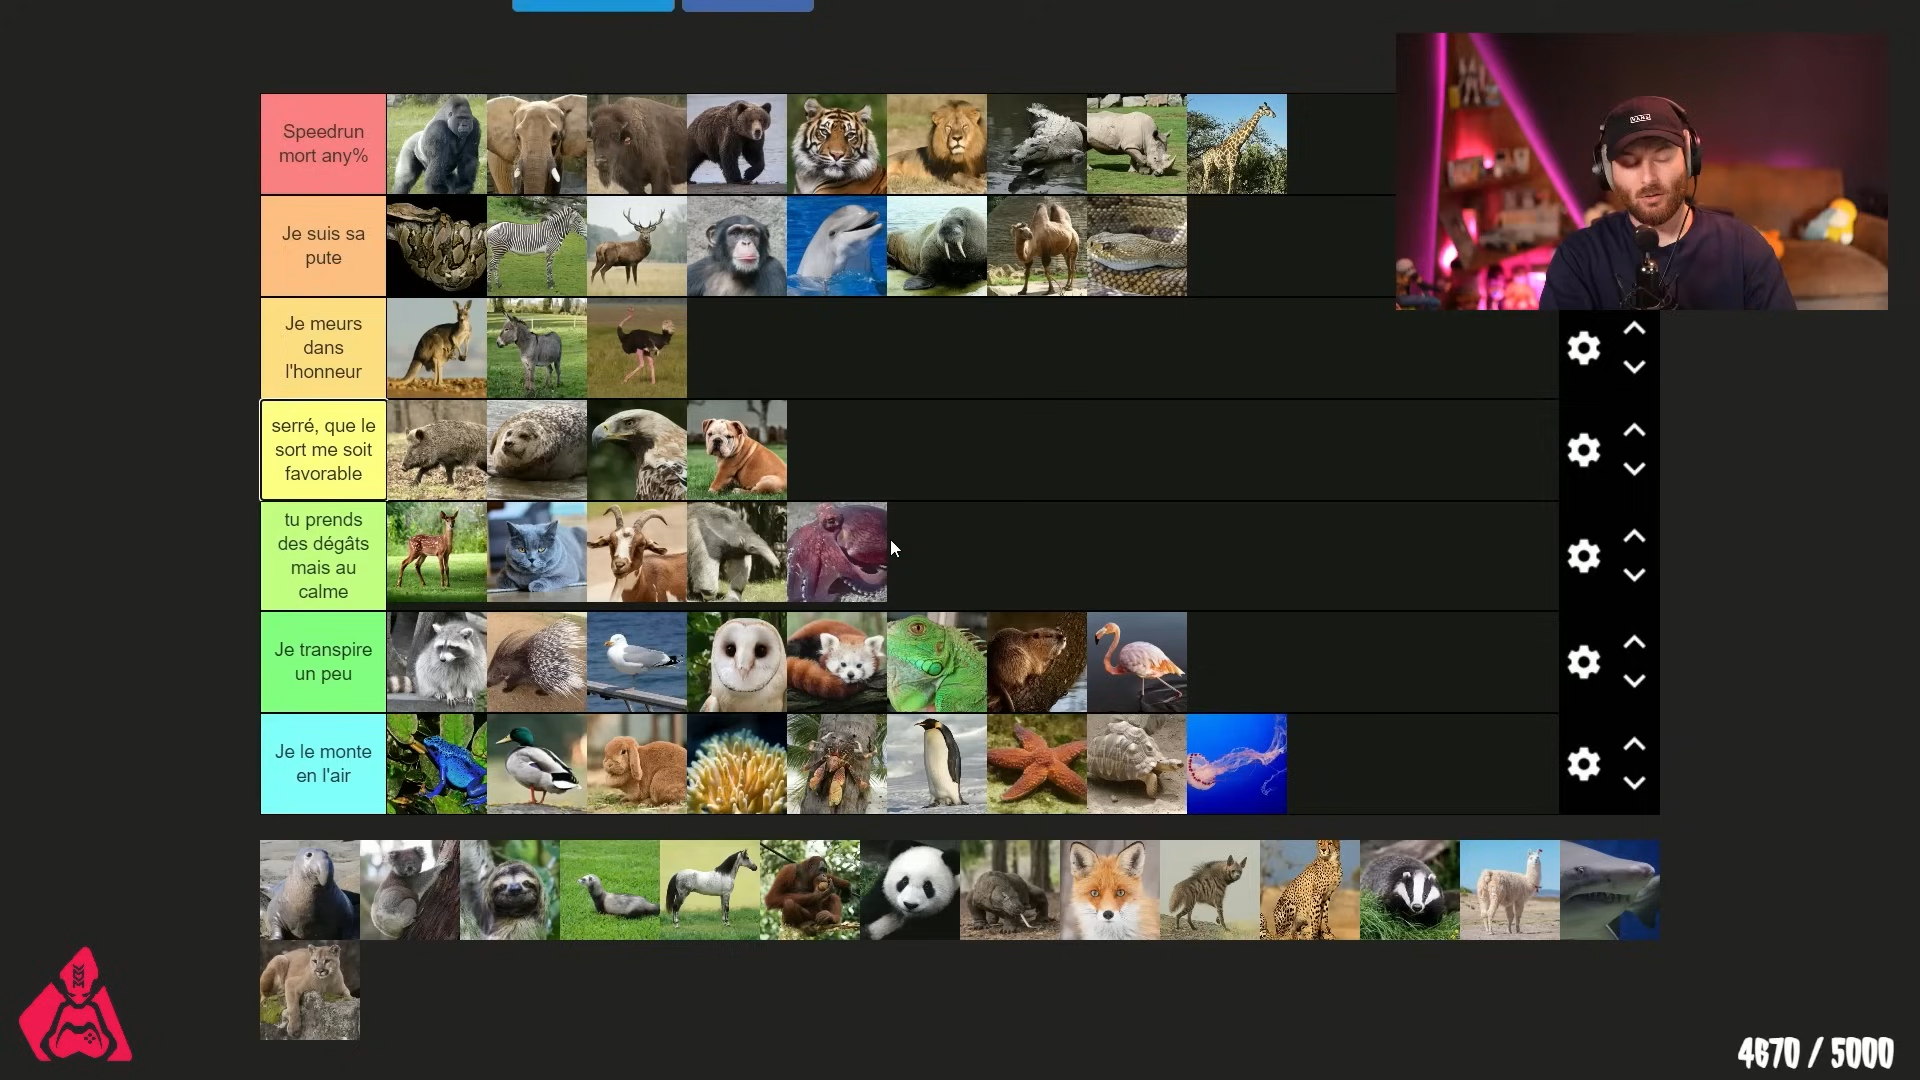 Speedrun
mort any%
Je suis sa
pute
Je meurs
dans
l'honneur
serré, que le
sort me soit
favorable
tu prends
des dégâts
mais au
calme
Je transpire
un peu
Je le monte
en l'air
4670 / 5000